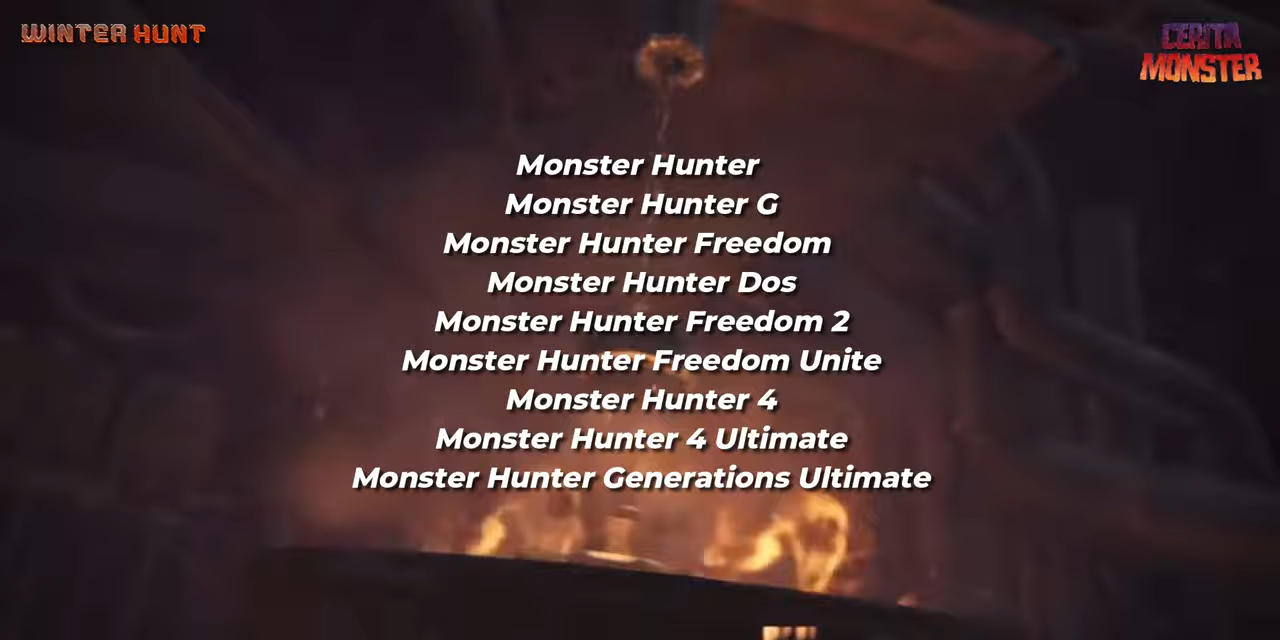 WINTER HUNT
CERITA
MONSTER
Monster Hunter
Monster Hunter G
Monster Hunter Freedom
Monster Hunter Dos
Monster Hunter Freedom 2
Monster Hunter Freedom Unite
Monster Hunter 4
Monster Hunter 4 Ultimate
Monster Hunter Generations Ultimate